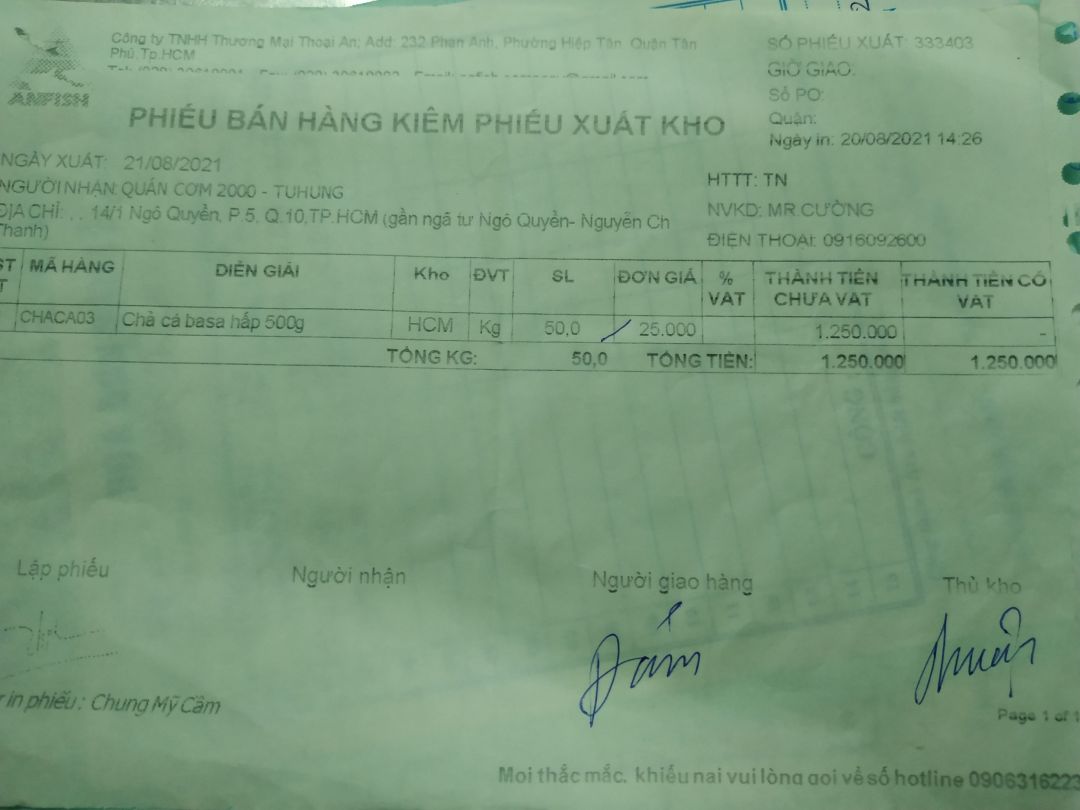 ANFISH
Công ty TNHH Thương Mại Thoại An; Add: 232 Phan Anh, Phường Hiệp Tân, Quận Tân
Phú, Tp.HCM
PHIẾU BÁN HÀNG KIÊM PHIẾU XUẤT KHO
SỐ PHIẾU XUẤT: 333403
GIỜ GIAO:
Số PO:
Quận:
Ngày in: 20/08/2021 14:26
NGÀY XUẤT: 21/08/2021
NGƯỜI NHẬN: QUÁN CƠM 2000 - TUHUNG
ĐỊA CHỈ: , , 14/1 Ngô Quyền, P.5, Q.10,TP.HCM (gần ngã tư Ngô Quyền- Nguyễn Ch
Thanh)
HTTT: TN
NVKD: MR.CƯỜNG
ĐIỆN THOẠI: 0916092600
ST MÃ HÀNG DIỄN GIẢI Kho ĐVT SL ĐƠN GIÁ % THÀNH TIỀN THÀNH TIỀN CÓ
T VAT CHƯA VAT VAT
CHACA03 Chả cá basa hấp 500g HCM Kg 50,0 25.000 1.250.000 -
TỔNG KG: 50,0 TỔNG TIỀN: 1.250.000 1.250.000
Lập phiếu Người nhận Người giao hàng Thủ kho
in phiếu : Chung Mỹ Cầm
Page 1 of 1
Mọi thắc mắc, khiếu nại vui lòng gọi về số hotline 0906316223